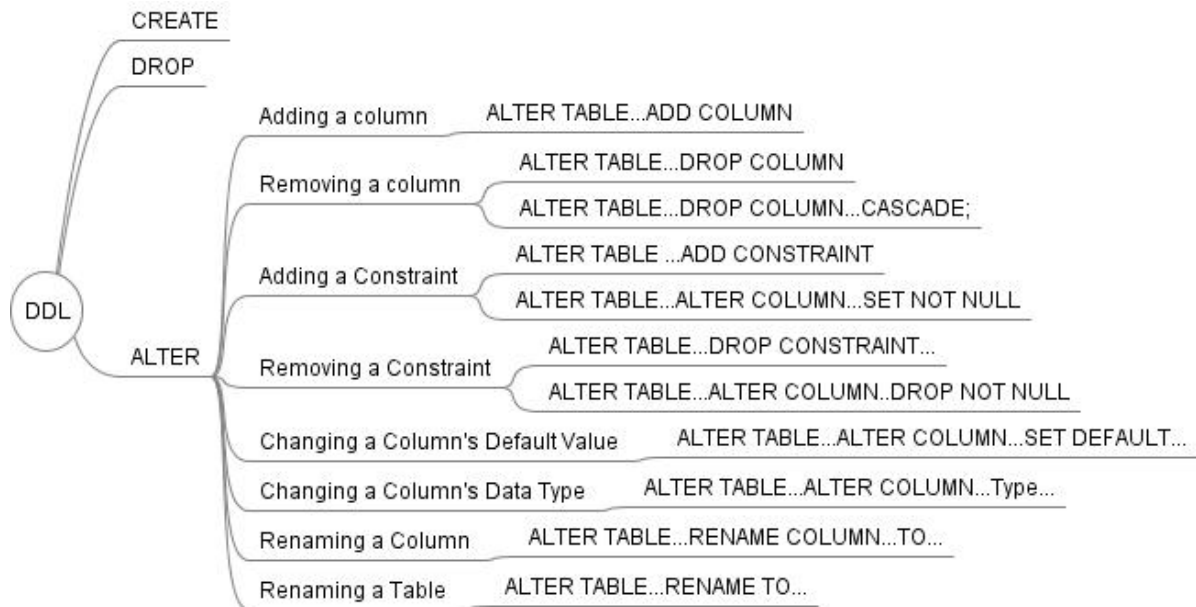 CREATE
DROP
Adding a column
ALTER TABLE...ADD COLUMN
Removing a column
ALTER TABLE...DROP COLUMN
ALTER TABLE...DROP COLUMN...CASCADE;
Adding a Constraint
ALTER TABLE ...ADD CONSTRAINT
ALTER TABLE...ALTER COLUMN...SET NOT NULL
DDL
ALTER
Removing a Constraint
ALTER TABLE...DROP CONSTRAINT...
ALTER TABLE...ALTER COLUMN..DROP NOT NULL
Changing a Column's Default Value
ALTER TABLE...ALTER COLUMN...SET DEFAULT...
Changing a Column's Data Type
ALTER TABLE...ALTER COLUMN...Type...
Renaming a Column
ALTER TABLE...RENAME COLUMN...TO...
Renaming a Table
ALTER TABLE...RENAME TO...